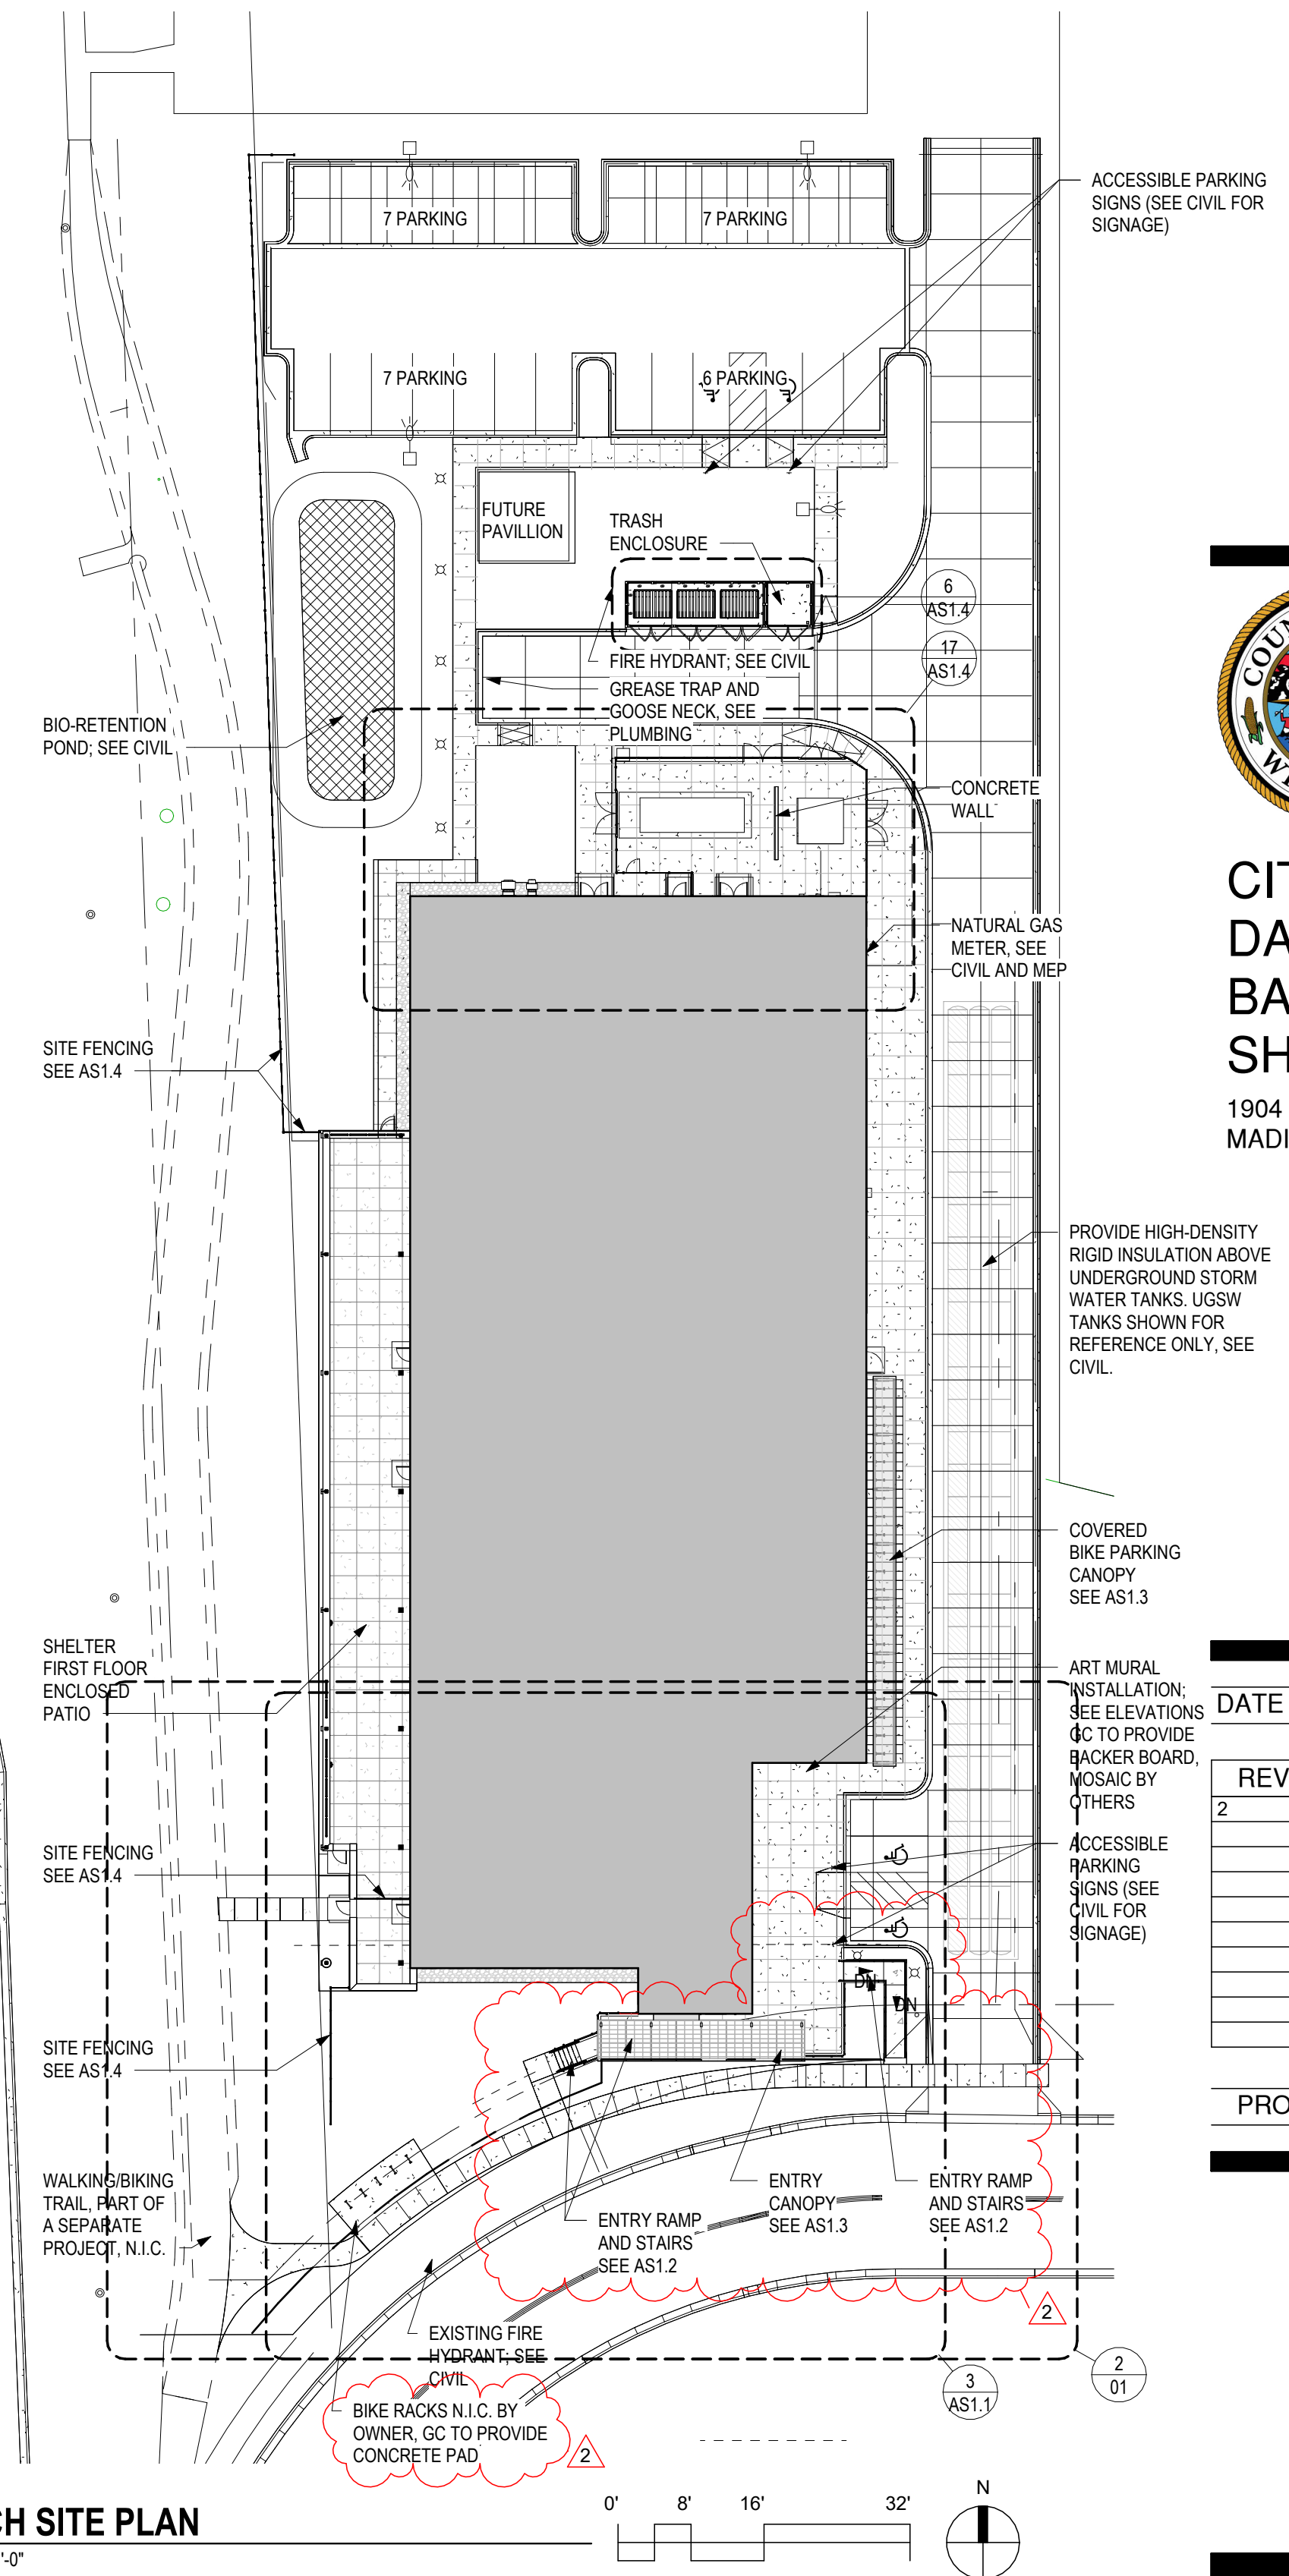 7 PARKING
7 PARKING
ACCESSIBLE PARKING
SIGNS (SEE CIVIL FOR
SIGNAGE)
7 PARKING
6 PARKING
FUTURE
PAVILLION
TRASH
ENCLOSURE
6
AS1.4
17
AS1.4
FIRE HYDRANT; SEE CIVIL
GREASE TRAP AND
GOOSE NECK, SEE
PLUMBING
BIO-RETENTION
POND; SEE CIVIL
CONCRETE
WALL
NATURAL GAS
METER, SEE
CIVIL AND MEP
COUN
W
CIT
DA
BA
SH
1904
MADI
SITE FENCING
SEE AS1.4
PROVIDE HIGH-DENSITY
RIGID INSULATION ABOVE
UNDERGROUND STORM
WATER TANKS. UGSW
TANKS SHOWN FOR
REFERENCE ONLY, SEE
CIVIL.
COVERED
BIKE PARKING
CANOPY
SEE AS1.3
SHELTER
FIRST FLOOR
ENCLOSED
PATIO
ART MURAL
INSTALLATION;
SEE ELEVATIONS
GC TO PROVIDE
BACKER BOARD,
MOSAIC BY
OTHERS
DATE
REV
2
SITE FENCING
SEE AS1.4
ACCESSIBLE
PARKING
SIGNS (SEE
CIVIL FOR
SIGNAGE)
DN
DN
SITE FENCING
SEE AS1.4
PRO
WALKING/BIKING
TRAIL, PART OF
A SEPARATE
PROJECT, N.I.C.
ENTRY RAMP
AND STAIRS
SEE AS1.2
ENTRY
CANOPY
SEE AS1.3
ENTRY RAMP
AND STAIRS
SEE AS1.2
2
EXISTING FIRE
HYDRANT; SEE
CIVIL
3
AS1.1
2
01
BIKE RACKS N.I.C. BY
OWNER, GC TO PROVIDE
CONCRETE PAD
2
CH SITE PLAN
'-0"
0' 8' 16' 32'
N